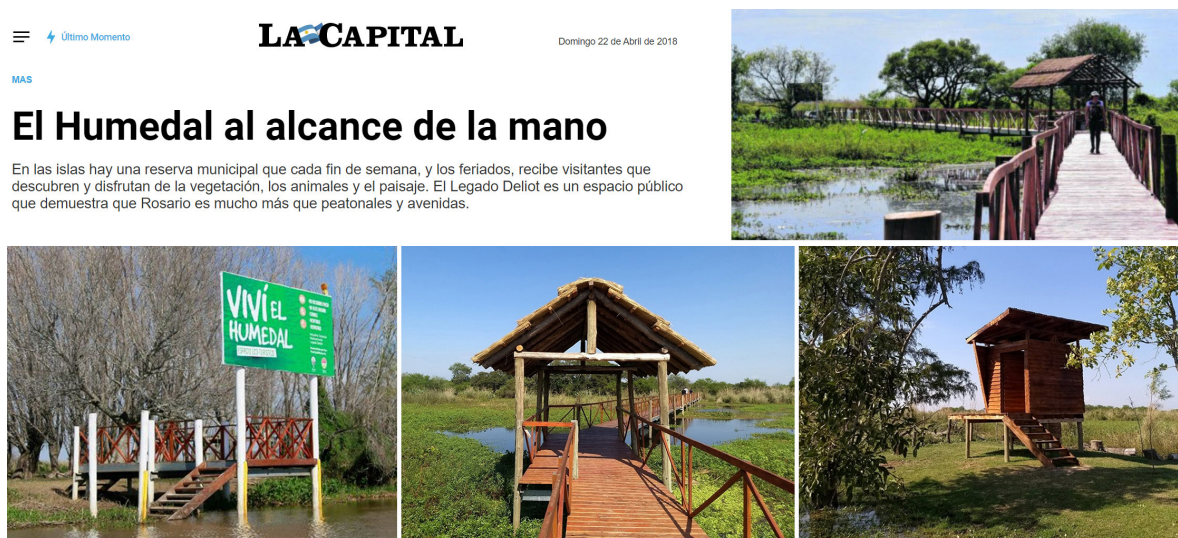 Último Momento
LA CAPITAL
Domingo 22 de Abril de 2018
MAS
El Humedal al alcance de la mano
En las islas hay una reserva municipal que cada fin de semana, y los feriados, recibe visitantes que
descubren y disfrutan de la vegetación, los animales y el paisaje. El Legado Deliot es un espacio público
que demuestra que Rosario es mucho más que peatonales y avenidas.
VIVÍ EL
HUMEDAL